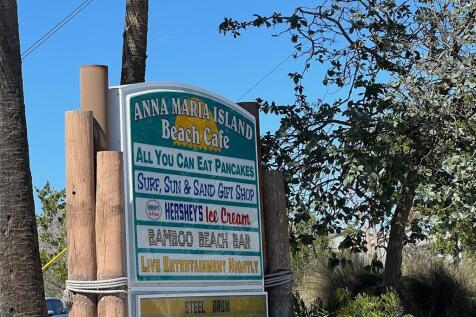 ANNA MARIA ISLAND
Beach Cafe
ALL YOU CAN EAT PANCAKES
SURF, SUN & SAND GIFT SHOP
HERSHEY'S ICE CREAM
BAMBOO BEACH BAR
LIVE ENTERTAINMENT NIGHTLY
STEEL DRUM